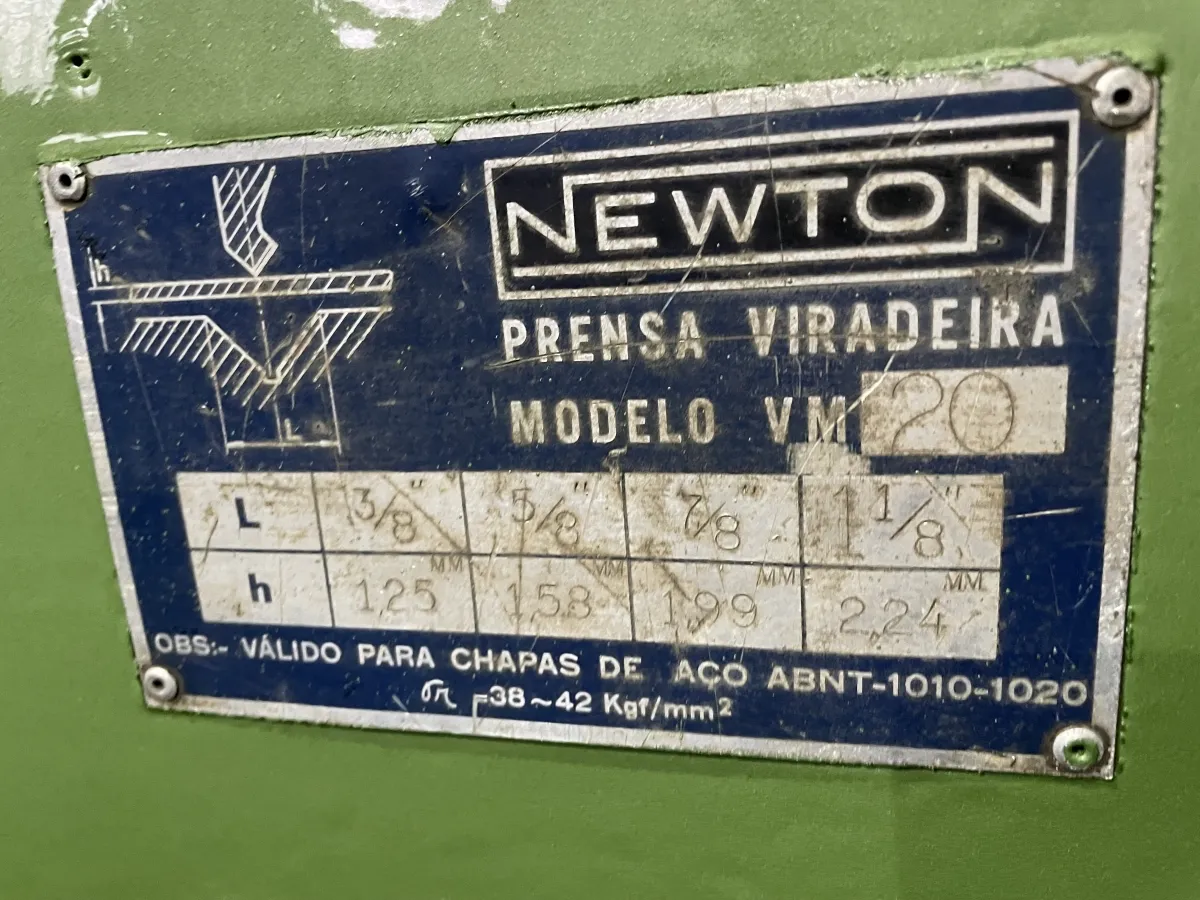 NEWTON
PRENSA VIRADEIRA
MODELO VM 20
h
L
L 3/8" 5/8" 7/8" 1 1/8"
h 1,25 MM 1,58 MM 1,99 MM 2,24 MM
OBS:- VÁLIDO PARA CHAPAS DE AÇO ABNT-1010-1020
σr =38~42 Kgf/mm²